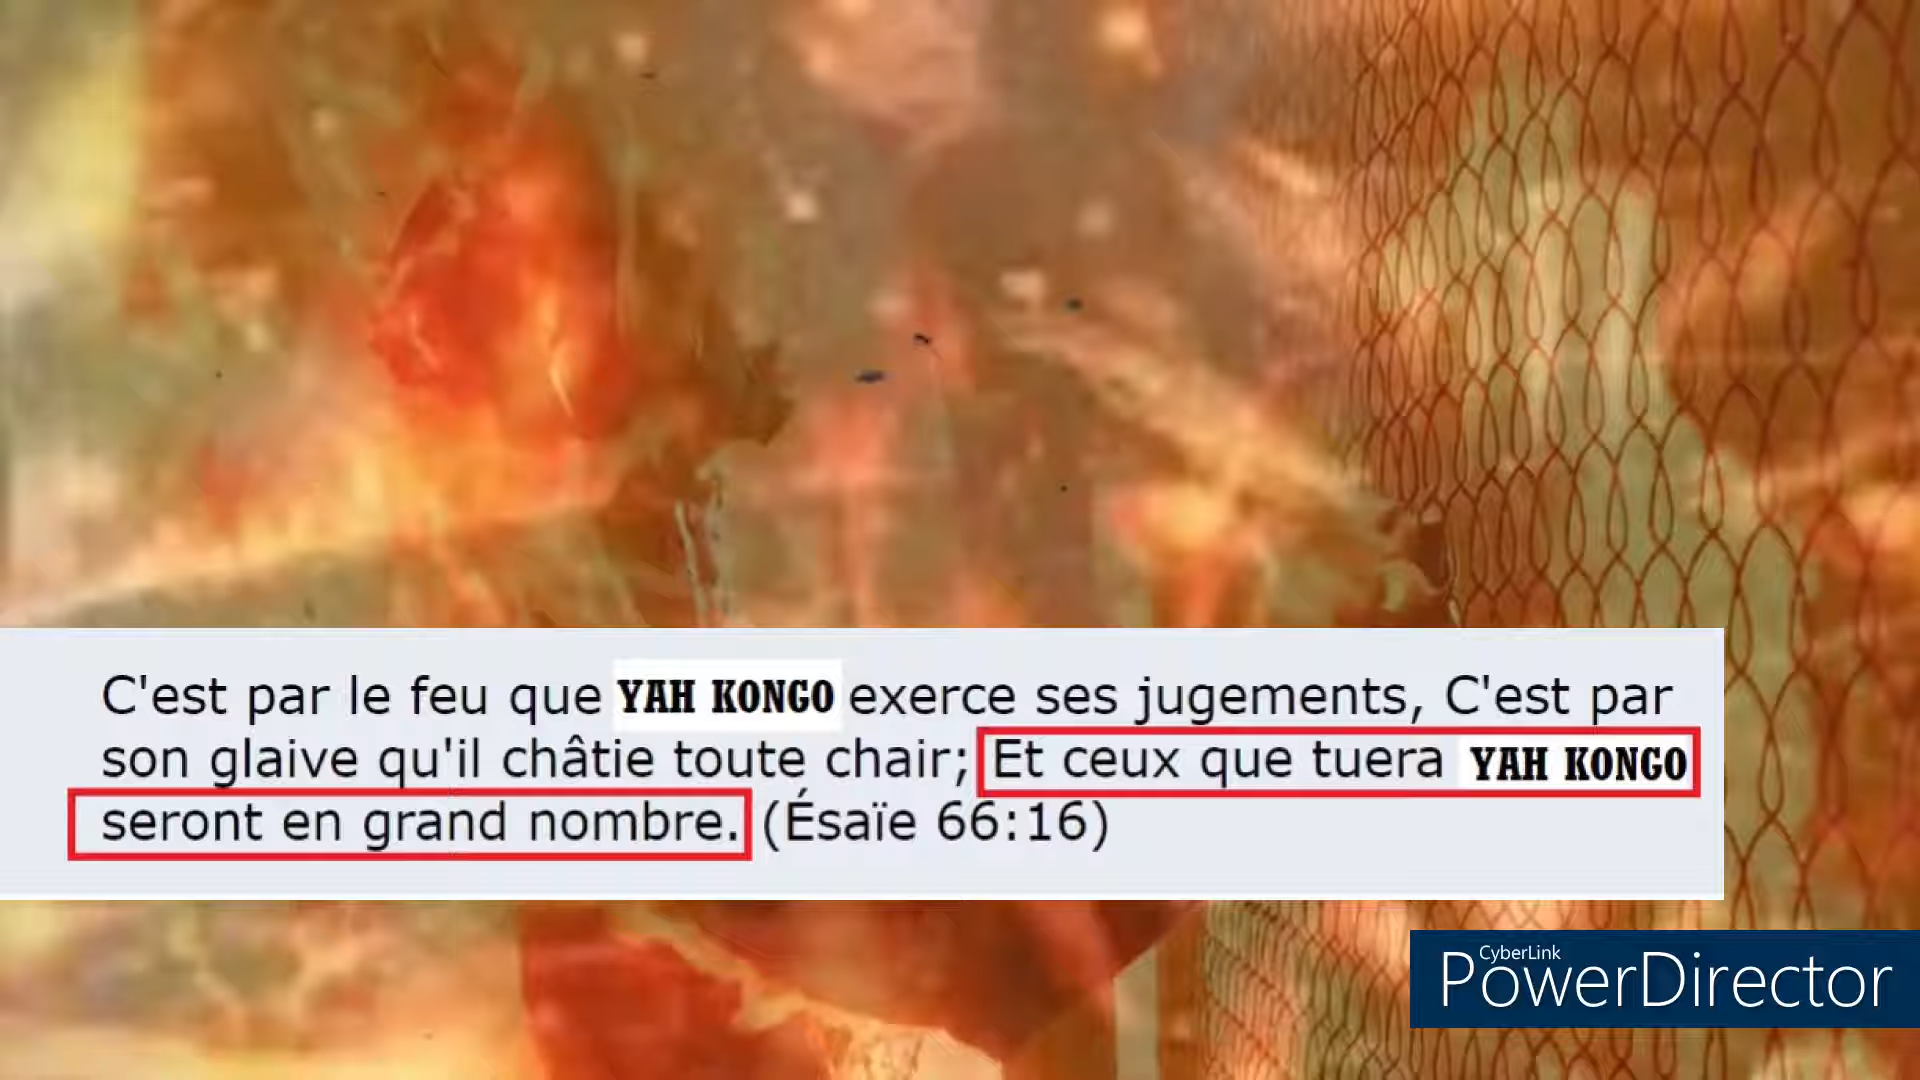 C'est par le feu que YAH KONGO exerce ses jugements, C'est par
son glaive qu'il châtie toute chair; Et ceux que tuera YAH KONGO
seront en grand nombre. (Ésaïe 66:16)
CyberLink
PowerDirector